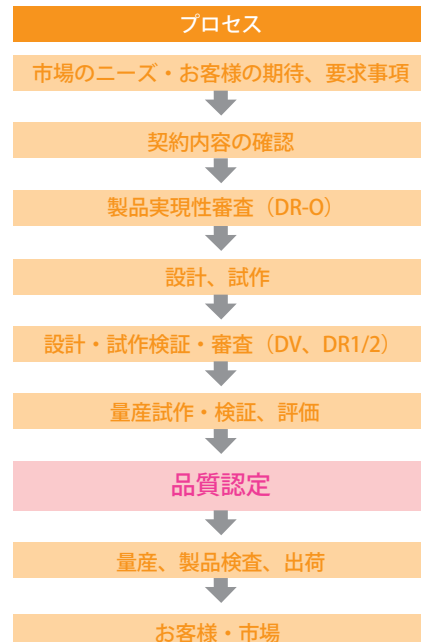 プロセス
市場のニーズ・お客様の期待、要求事項
契約内容の確認
製品実現性審査（DR-O）
設計、試作
設計・試作検証・審査（DV、DR1/2）
量産試作・検証、評価
品質認定
量産、製品検査、出荷
お客様・市場